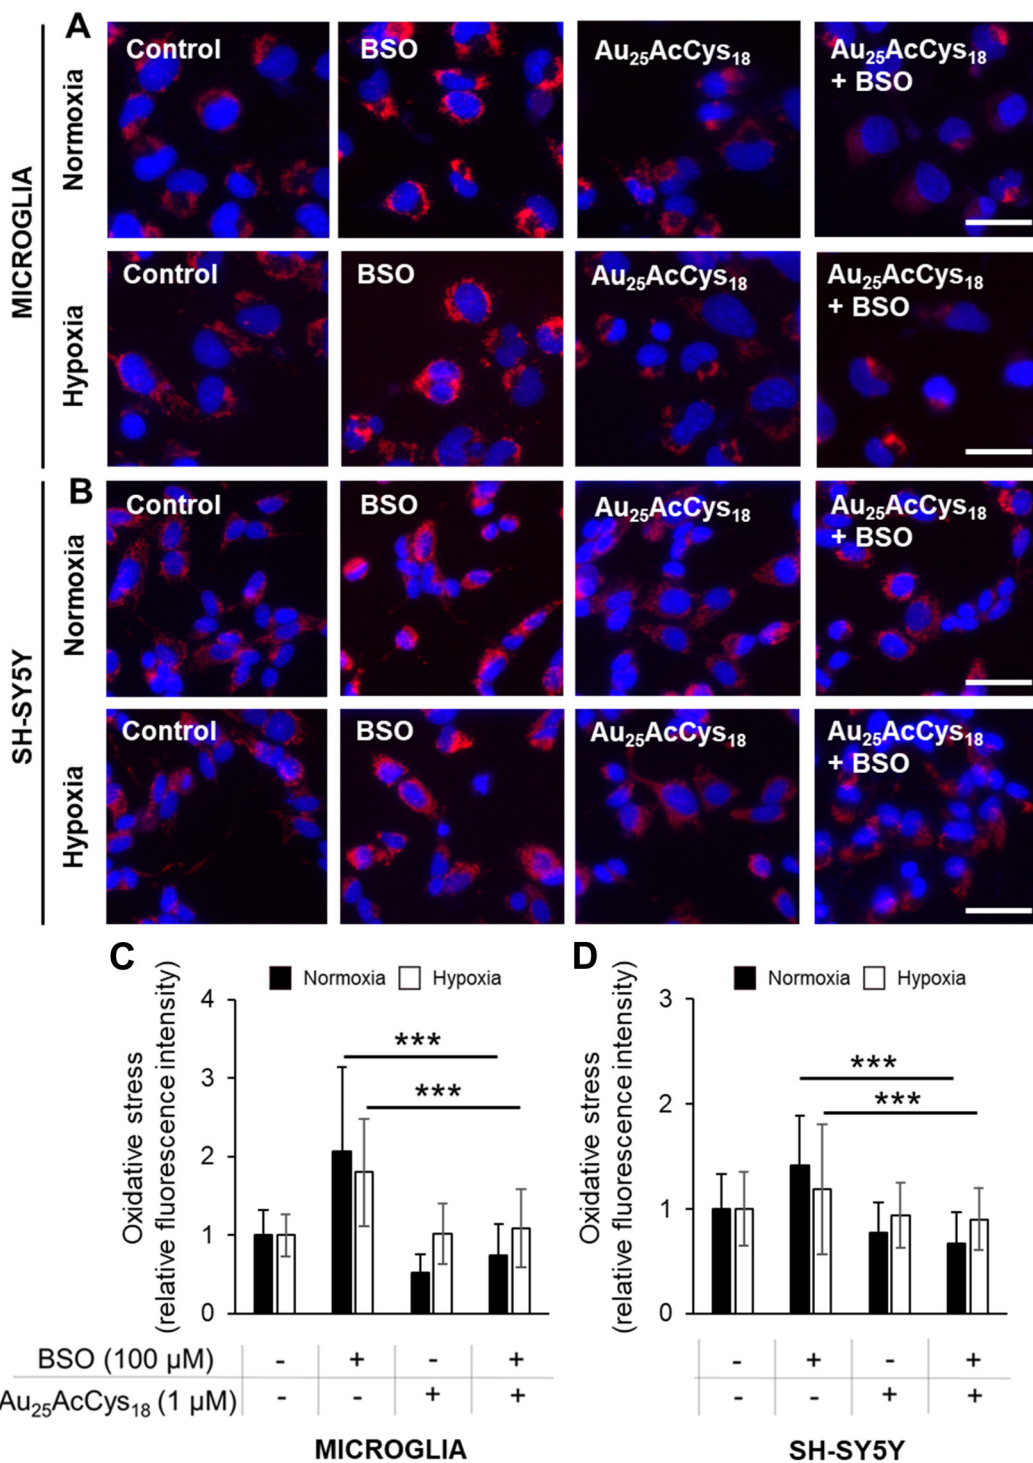 A
MICROGLIA
Normoxia
Control
BSO
Au₂₅AcCys₁₈
Au₂₅AcCys₁₈
+ BSO
Hypoxia
Control
BSO
Au₂₅AcCys₁₈
Au₂₅AcCys₁₈
+ BSO
B
SH-SY5Y
Normoxia
Control
BSO
Au₂₅AcCys₁₈
Au₂₅AcCys₁₈
+ BSO
Hypoxia
Control
BSO
Au₂₅AcCys₁₈
Au₂₅AcCys₁₈
+ BSO
C
Normoxia Hypoxia
Oxidative stress
(relative fluorescence intensity)
4
3
2
1
0
***
***
D
Normoxia Hypoxia
Oxidative stress
(relative fluorescence intensity)
3
2
1
0
***
***
BSO (100 µM) - + - + - + - +
Au₂₅AcCys₁₈ (1 µM) - - + + - - + +
MICROGLIA
SH-SY5Y